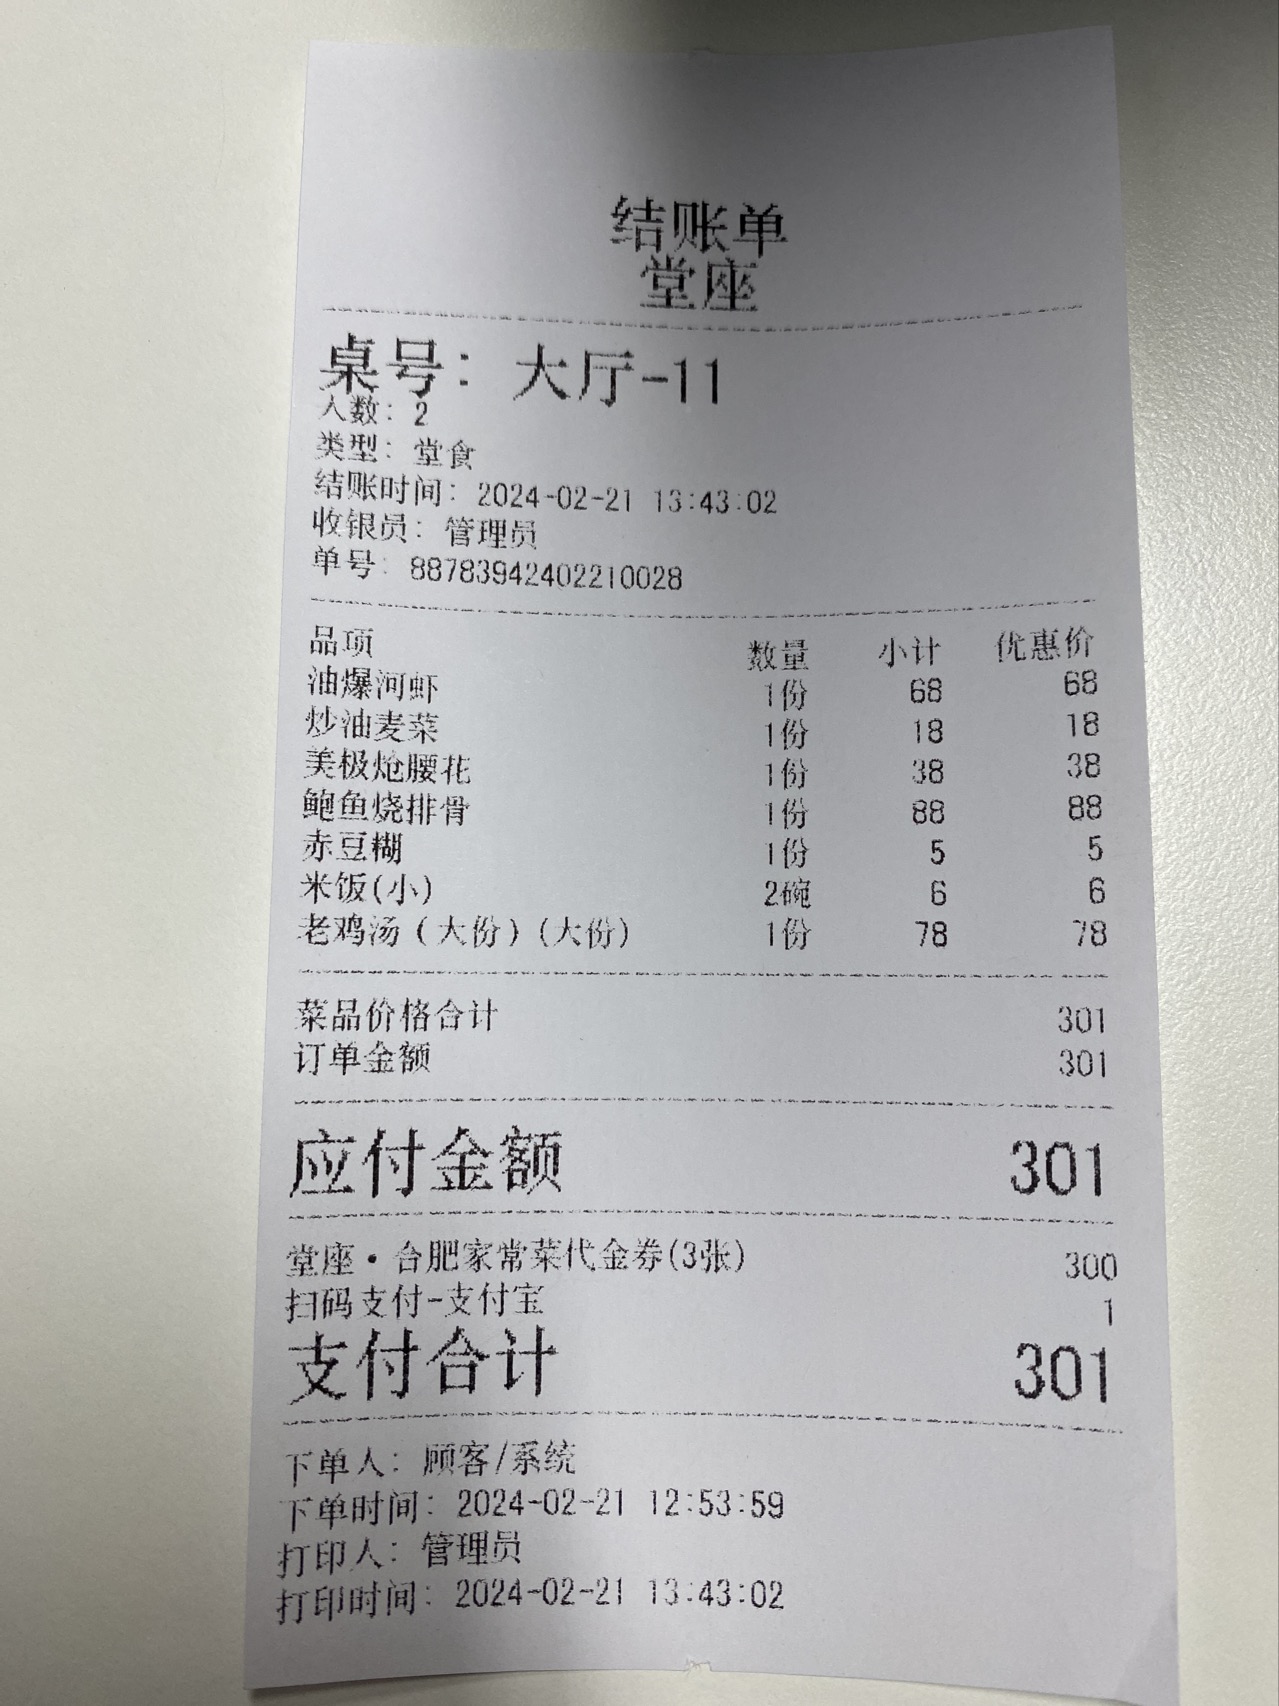 结账单
堂座
桌号: 大厅-11
人数: 2
类型: 堂食
结账时间: 2024-02-21 13:43:02
收银员: 管理员
单号: 88783942402210028
品项 数量 小计 优惠价
油爆河虾 1份 68 68
炒油麦菜 1份 18 18
美极炝腰花 1份 38 38
鲍鱼烧排骨 1份 88 88
赤豆糊 1份 5 5
米饭(小) 2碗 6 6
老鸡汤(大份)(大份) 1份 78 78
菜品价格合计 301
订单金额 301
应付金额 301
堂座·合肥家常菜代金券(3张) 300
扫码支付-支付宝 1
支付合计 301
下单人: 顾客/系统
下单时间: 2024-02-21 12:53:59
打印人: 管理员
打印时间: 2024-02-21 13:43:02